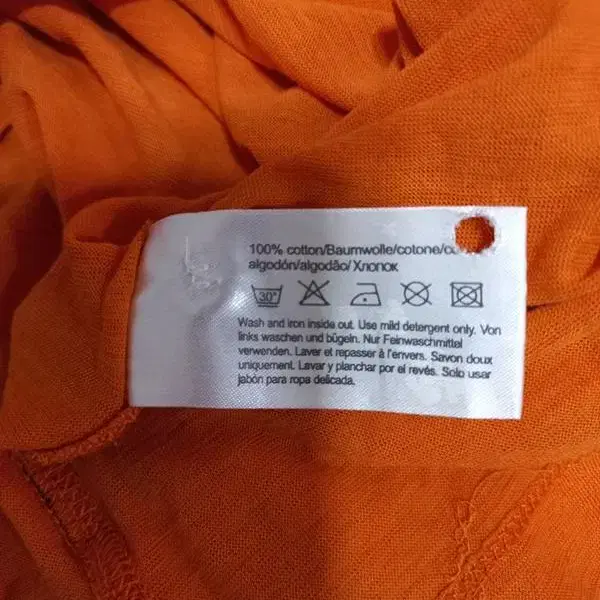 100% cotton/Baumwolle/cotone/
algodón/algodão/Хлопок
30°
Wash and iron inside out. Use mild detergent only. Von
links waschen und bügeln. Nur Feinwaschmittel
verwenden. Laver et repasser à l'envers. Savon doux
uniquement. Lavar y planchar por el revés. Solo usar
jabón para ropa delicada.